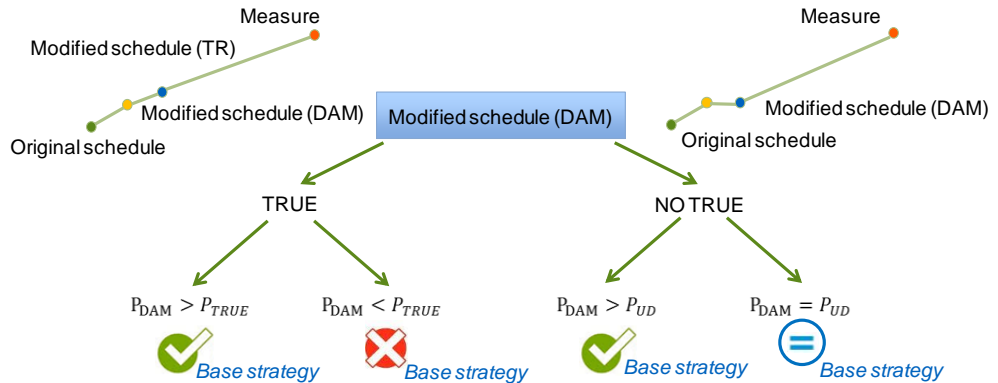 Measure
Modified schedule (TR)
Modified schedule (DAM)
Original schedule
Measure
Modified schedule (DAM)
Original schedule
Modified schedule (DAM)
TRUE
NO TRUE
P_DAM > P_TRUE
P_DAM < P_TRUE
P_DAM > P_UD
P_DAM = P_UD
Base strategy
Base strategy
Base strategy
Base strategy